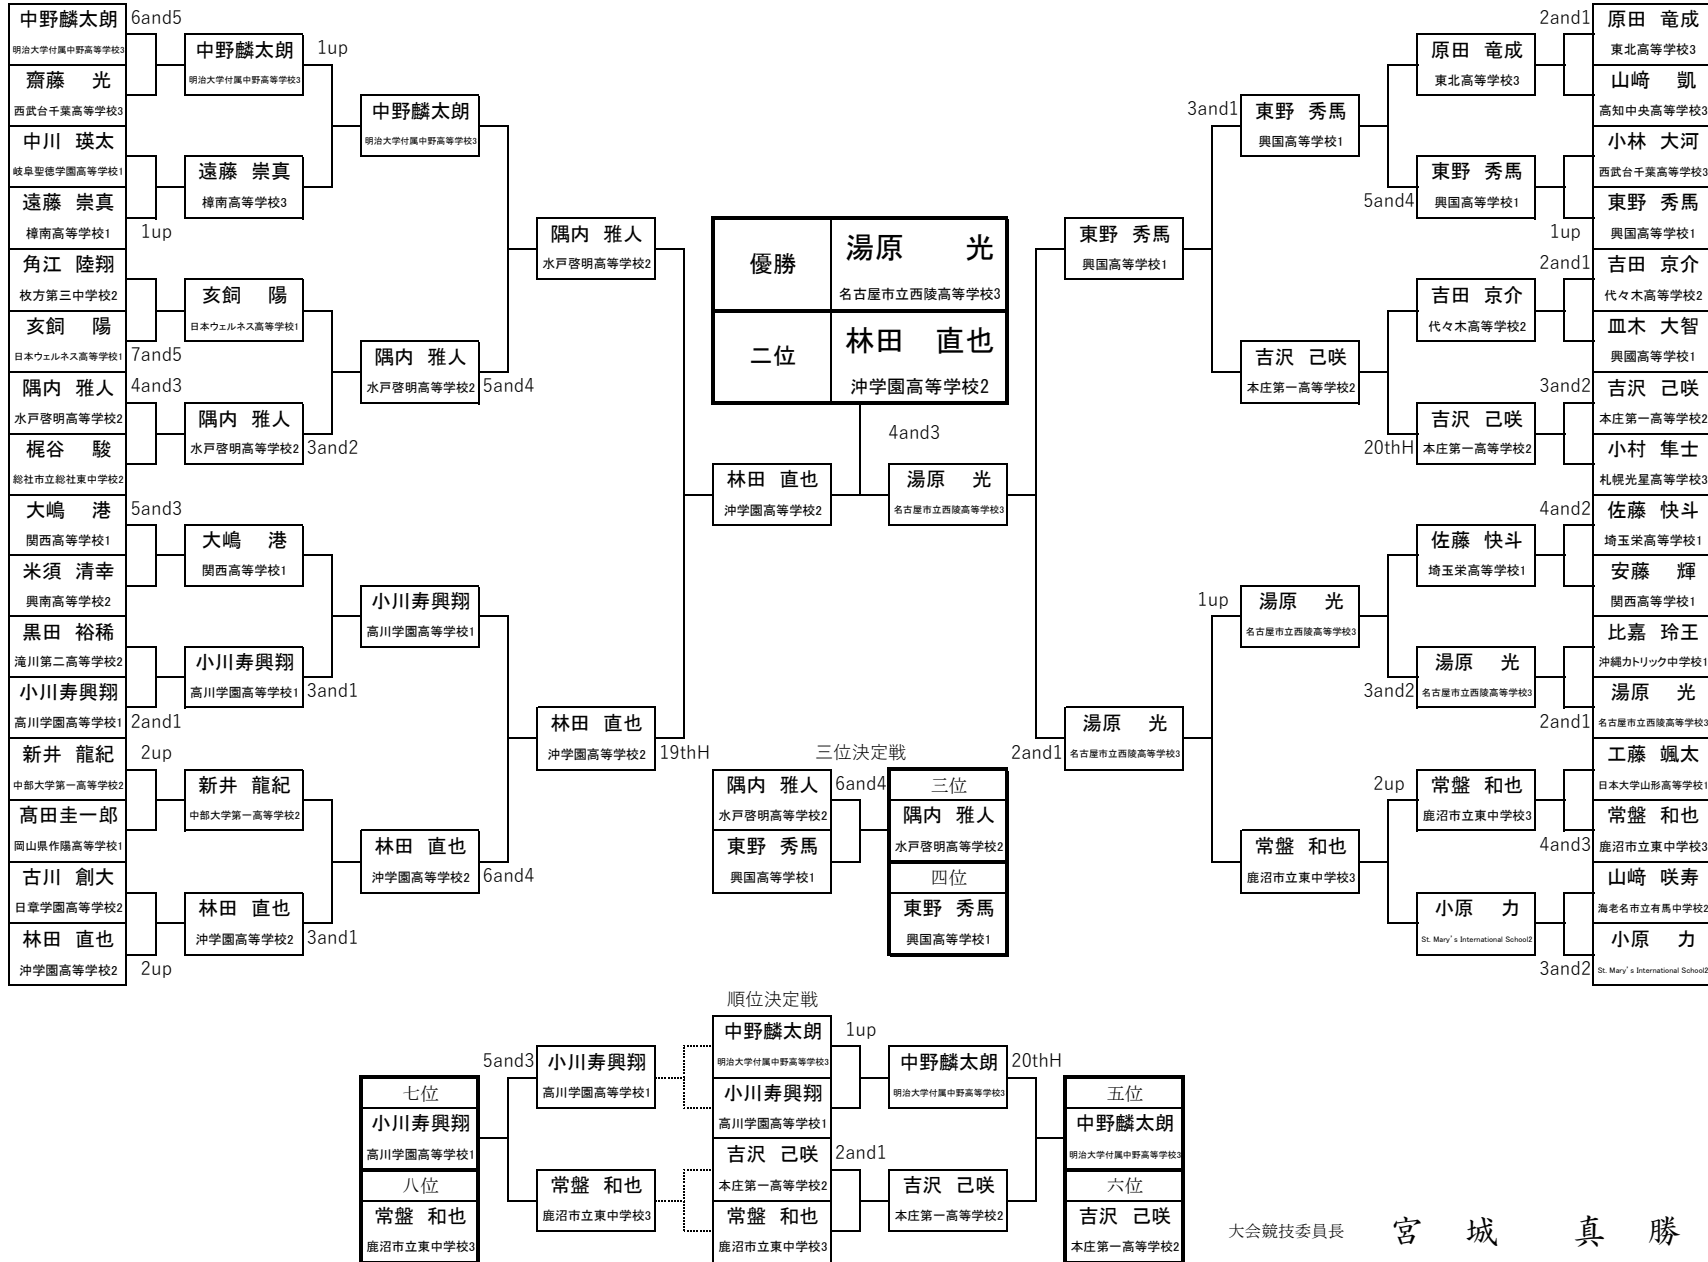 中野麟太朗 6and5
明治大学付属中野高等学校3
齋藤 光
西武台千葉高等学校3
中川 瑛太
岐阜聖徳学園高等学校1
遠藤 崇真
樟南高等学校1
1up
角江 陸翔
枚方第三中学校2
亥飼 陽
日本ウェルネス高等学校1
7and5
隅内 雅人 4and3
水戸啓明高等学校2
梶谷 駿
総社市立総社東中学校2
大嶋 港 5and3
関西高等学校1
米須 清幸
興南高等学校2
黒田 裕稀
滝川第二高等学校2
小川寿興翔
高川学園高等学校1 2and1
新井 龍紀 2up
中部大学第一高等学校2
髙田圭一郎
岡山県作陽高等学校1
古川 創大
日章学園高等学校2
林田 直也
沖学園高等学校2 2up
中野麟太朗 1up
明治大学付属中野高等学校3
遠藤 崇真
樟南高等学校3
亥飼 陽
日本ウェルネス高等学校1
隅内 雅人
水戸啓明高等学校2 3and2
大嶋 港
関西高等学校1
小川寿興翔
高川学園高等学校1 3and1
新井 龍紀
中部大学第一高等学校2
林田 直也
沖学園高等学校2 3and1
中野麟太朗
明治大学付属中野高等学校3
隅内 雅人
水戸啓明高等学校2 5and4
小川寿興翔
高川学園高等学校1
林田 直也
沖学園高等学校2 6and4
隅内 雅人
水戸啓明高等学校2
林田 直也
沖学園高等学校2 19thH
優勝
湯原 光
名古屋市立西陵高等学校3
二位
林田 直也
沖学園高等学校2
4and3
林田 直也
沖学園高等学校2
湯原 光
名古屋市立西陵高等学校3
東野 秀馬
興国高等学校1
湯原 光
2and1 名古屋市立西陵高等学校3
3and1 東野 秀馬
興国高等学校1
吉沢 己咲
本庄第一高等学校2
1up 湯原 光
名古屋市立西陵高等学校3
常盤 和也
鹿沼市立東中学校3
原田 竜成
東北高等学校3
東野 秀馬
5and4 興国高等学校1
吉田 京介
代々木高等学校2
吉沢 己咲
20thH 本庄第一高等学校2
佐藤 快斗
埼玉栄高等学校1
湯原 光
3and2 名古屋市立西陵高等学校3
2up 常盤 和也
鹿沼市立東中学校3
小原 力
St. Mary's International School2
2and1 原田 竜成
東北高等学校3
山﨑 凱
高知中央高等学校3
小林 大河
西武台千葉高等学校3
東野 秀馬
1up 興国高等学校1
2and1 吉田 京介
代々木高等学校2
皿木 大智
興國高等学校1
3and2 吉沢 己咲
本庄第一高等学校2
小村 隼士
札幌光星高等学校3
4and2 佐藤 快斗
埼玉栄高等学校1
安藤 輝
関西高等学校1
比嘉 玲王
沖縄カトリック中学校1
湯原 光
2and1 名古屋市立西陵高等学校3
工藤 颯太
日本大学山形高等学校1
常盤 和也
4and3 鹿沼市立東中学校3
山﨑 咲寿
海老名市立有馬中学校2
小原 力
3and2 St. Mary's International School2
三位決定戦
隅内 雅人 6and4
水戸啓明高等学校2
東野 秀馬
興国高等学校1
三位
隅内 雅人
水戸啓明高等学校2
四位
東野 秀馬
興国高等学校1
順位決定戦
中野麟太朗 1up
明治大学付属中野高等学校3
小川寿興翔
高川学園高等学校1
吉沢 己咲 2and1
本庄第一高等学校2
常盤 和也
鹿沼市立東中学校3
5and3 小川寿興翔
高川学園高等学校1
常盤 和也
鹿沼市立東中学校3
七位
小川寿興翔
高川学園高等学校1
八位
常盤 和也
鹿沼市立東中学校3
中野麟太朗 20thH
明治大学付属中野高等学校3
吉沢 己咲
本庄第一高等学校2
五位
中野麟太朗
明治大学付属中野高等学校3
六位
吉沢 己咲
本庄第一高等学校2
大会競技委員長 宮 城 真 勝